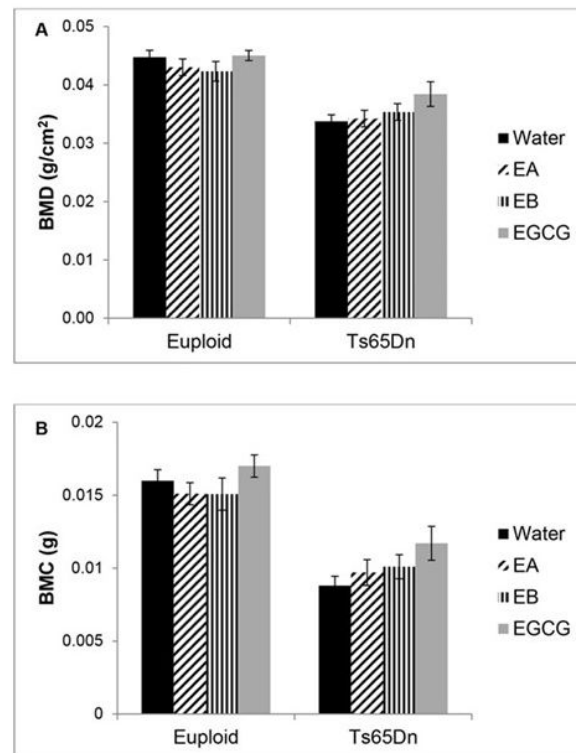 A
BMD (g/cm²)
0.05
0.04
0.03
0.02
0.01
0.00
Euploid
Ts65Dn
Water
EA
EB
EGCG
B
BMC (g)
0.02
0.015
0.01
0.005
0
Euploid
Ts65Dn
Water
EA
EB
EGCG